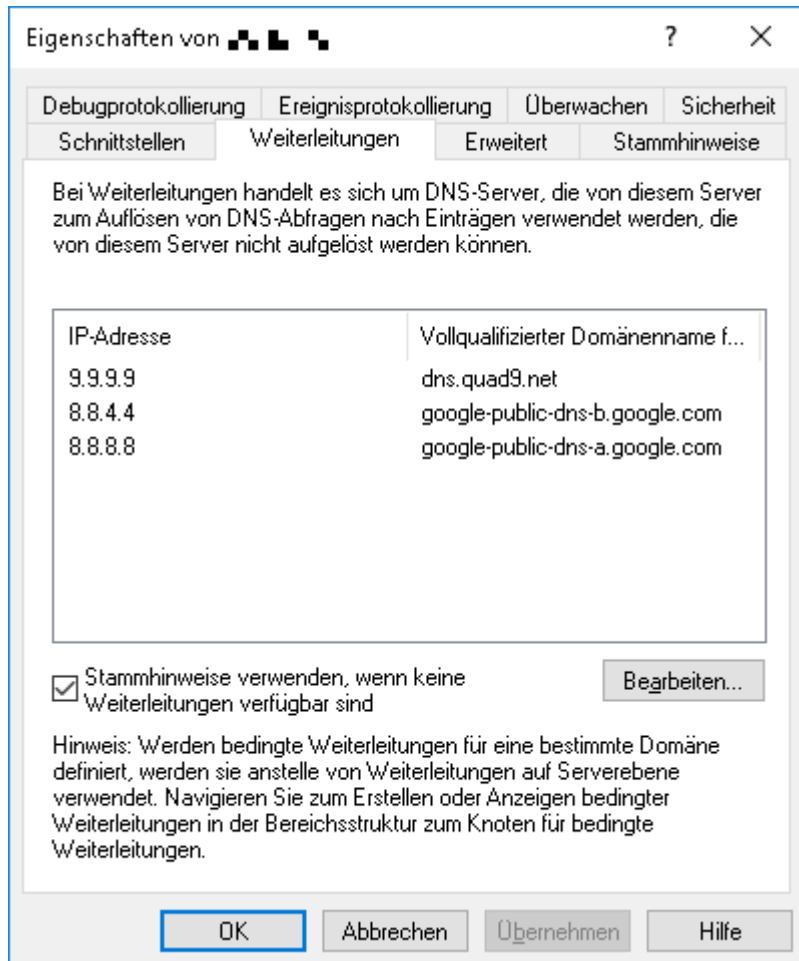 Eigenschaften von
? X
Debugprotokollierung Ereignisprotokollierung Überwachen Sicherheit
Schnittstellen Weiterleitungen Erweitert Stammhinweise
Bei Weiterleitungen handelt es sich um DNS-Server, die von diesem Server
zum Auflösen von DNS-Abfragen nach Einträgen verwendet werden, die
von diesem Server nicht aufgelöst werden können.
IP-Adresse Vollqualifizierter Domänenname f...
9.9.9.9 dns.quad9.net
8.8.4.4 google-public-dns-b.google.com
8.8.8.8 google-public-dns-a.google.com
Stammhinweise verwenden, wenn keine
Weiterleitungen verfügbar sind
Bearbeiten...
Hinweis: Werden bedingte Weiterleitungen für eine bestimmte Domäne
definiert, werden sie anstelle von Weiterleitungen auf Serverebene
verwendet. Navigieren Sie zum Erstellen oder Anzeigen bedingter
Weiterleitungen in der Bereichsstruktur zum Knoten für bedingte
Weiterleitungen.
OK Abbrechen Übernehmen Hilfe